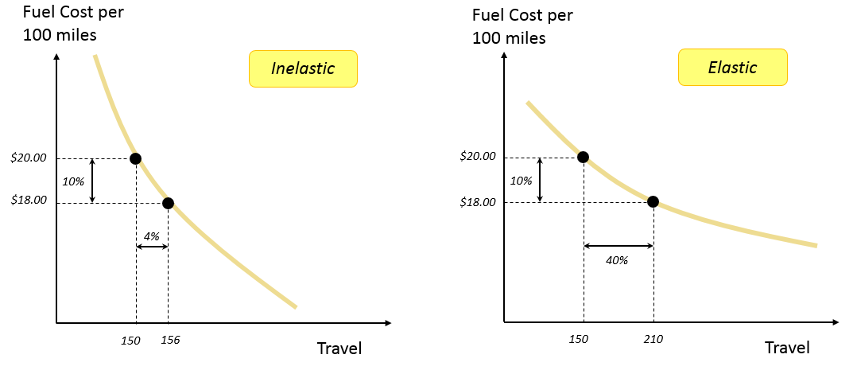 Fuel Cost per
100 miles
Inelastic
$20.00
10%
$18.00
4%
150 156
Travel
Fuel Cost per
100 miles
Elastic
$20.00
10%
$18.00
40%
150 210
Travel